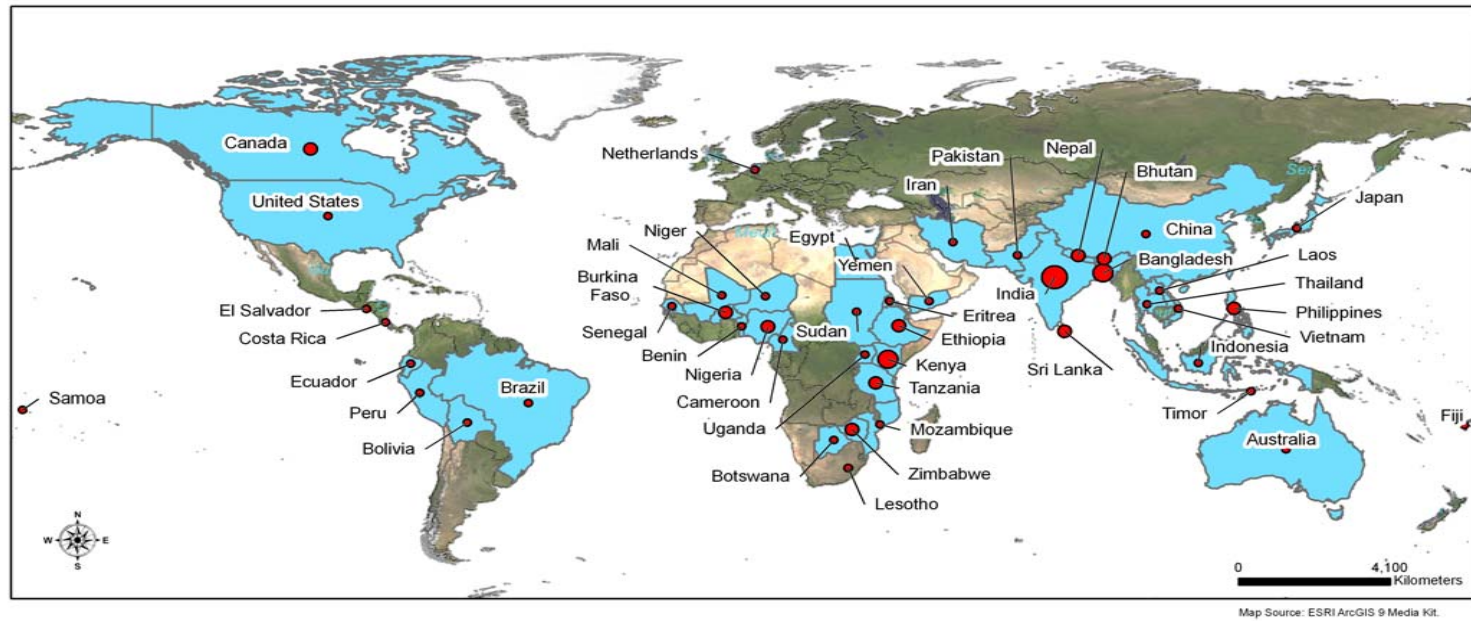 Canada
United States
El Salvador
Costa Rica
Ecuador
Peru
Bolivia
Brazil
Samoa
Netherlands
Niger
Mali
Burkina
Faso
Senegal
Benin
Nigeria
Cameroon
Uganda
Botswana
Egypt
Yemen
Sudan
Eritrea
Ethiopia
Kenya
Tanzania
Mozambique
Zimbabwe
Lesotho
Iran
Pakistan
Nepal
Bhutan
China
Japan
Bangladesh
India
Laos
Thailand
Philippines
Vietnam
Indonesia
Sri Lanka
Timor
Fiji
Australia
N
W
E
S
0
4,100
Kilometers
Map Source: ESRI ArcGIS 9 Media Kit.